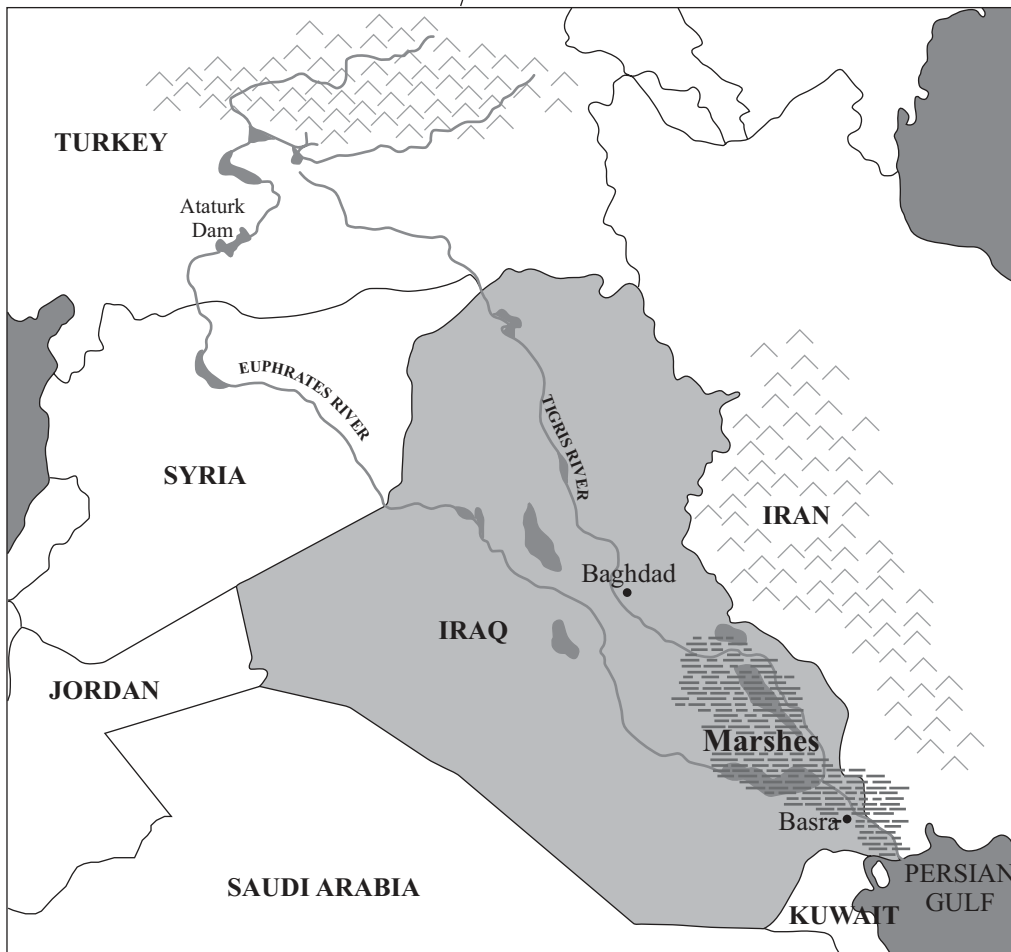 TURKEY
Ataturk
Dam
EUPHRATES RIVER
TIGRIS RIVER
SYRIA
IRAN
Baghdad
IRAQ
JORDAN
Marshes
Basra
SAUDI ARABIA
KUWAIT
PERSIAN
GULF